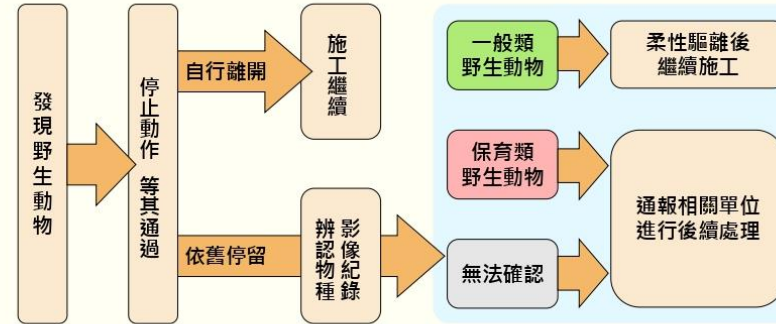 發現野生動物
停止動作 等其通過
自行離開
施工繼續
依舊停留
影像紀錄
辨認物種
一般類
野生動物
柔性驅離後
繼續施工
保育類
野生動物
無法確認
通報相關單位
進行後續處理